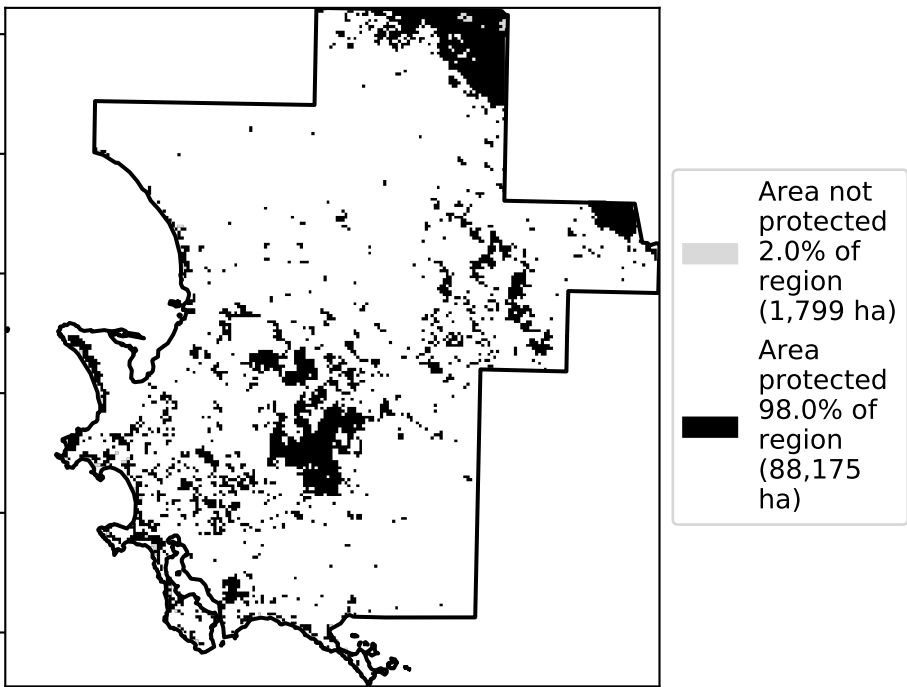 Area not
protected
2.0% of
region
(1,799 ha)
Area
protected
98.0% of
region
(88,175
ha)